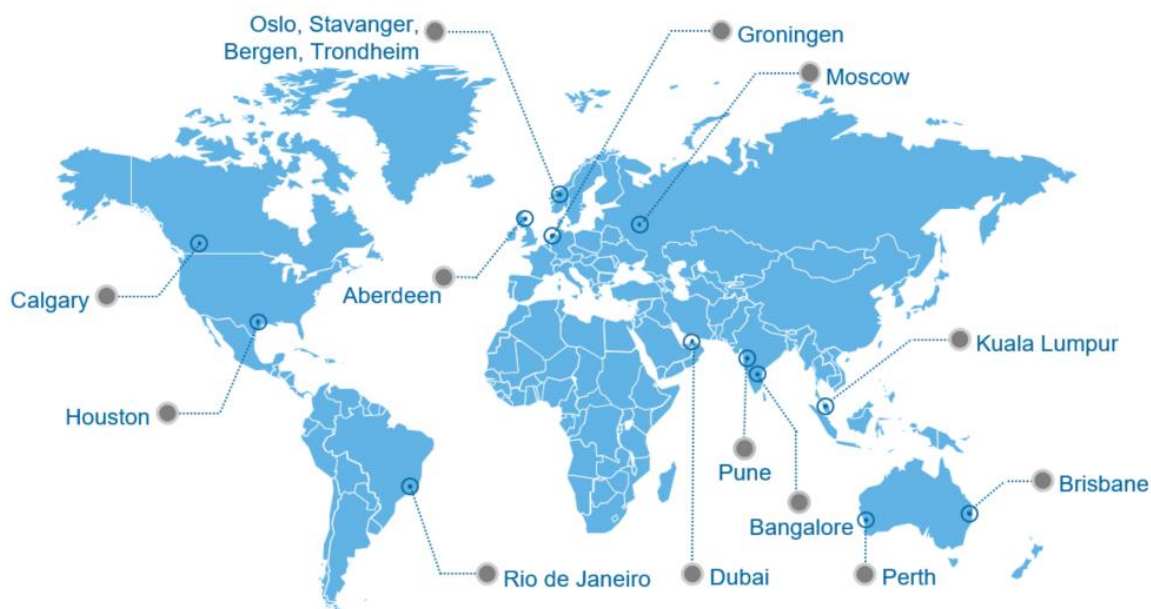 Oslo, Stavanger,
Bergen, Trondheim
Groningen
Moscow
Aberdeen
Calgary
Kuala Lumpur
Houston
Pune
Brisbane
Bangalore
Rio de Janeiro
Dubai
Perth